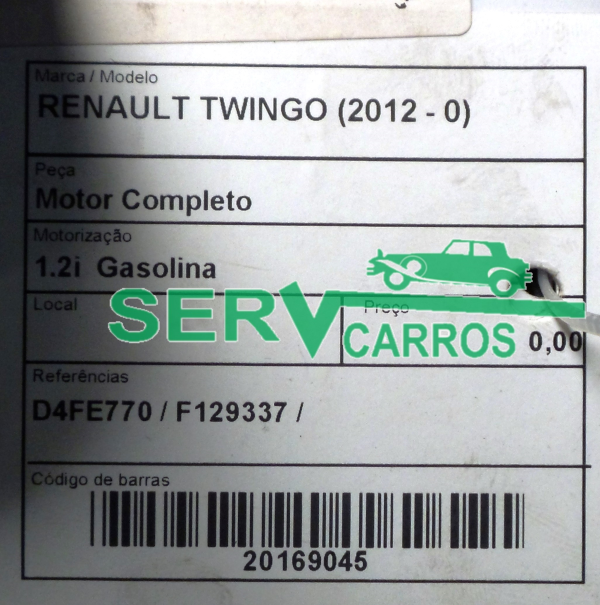 Marca / Modelo
RENAULT TWINGO (2012 - 0)
Peça
Motor Completo
Motorização
1.2i Gasolina
Local
Preço
SERV
CARROS
0,00
Referências
D4FE770 / F129337 /
Código de barras
20169045